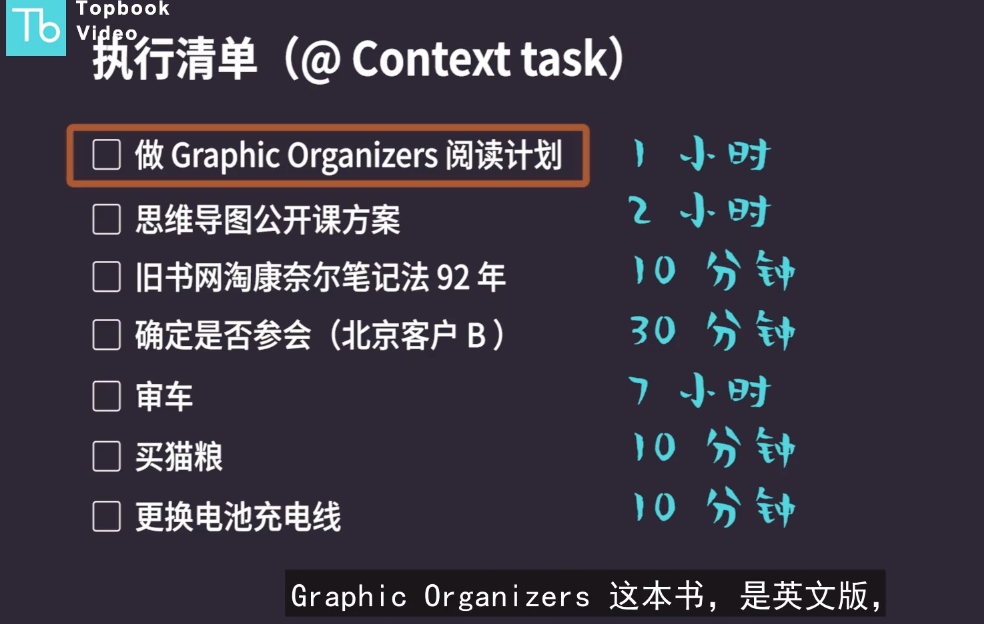 Tb
Topbook
Video
执行清单（@ Context task）
做 Graphic Organizers 阅读计划 1 小时
思维导图公开课方案 2 小时
旧书网淘康奈尔笔记法 92 年 10 分钟
确定是否参会（北京客户 B ） 30 分钟
审车 7 小时
买猫粮 10 分钟
更换电池充电线 10 分钟
Graphic Organizers 这本书，是英文版，